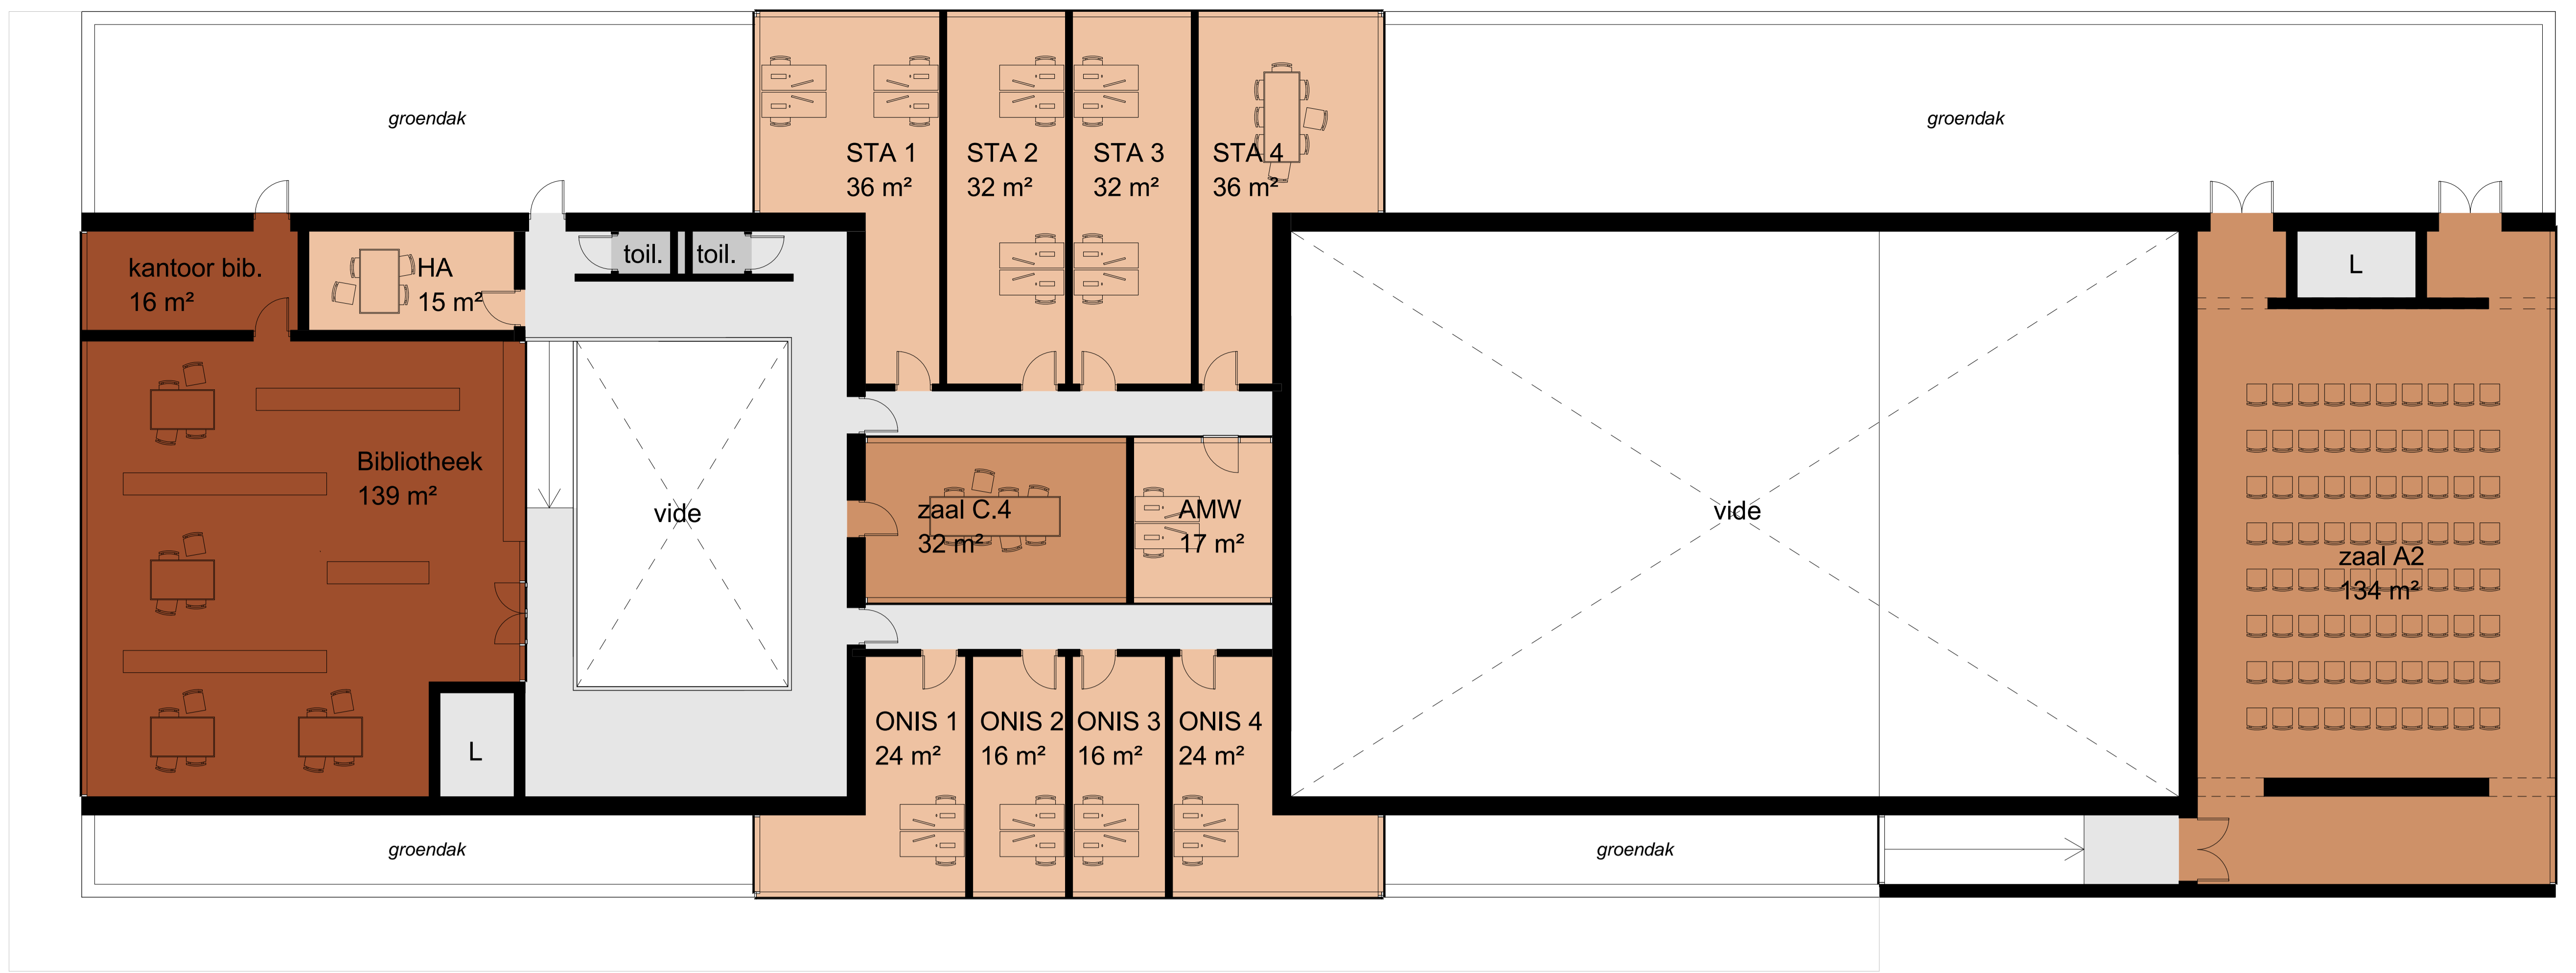 groendak
groendak
STA 1
36 m²
STA 2
32 m²
STA 3
32 m²
STA 4
36 m²
kantoor bib.
16 m²
HA
15 m²
toil.
toil.
L
Bibliotheek
139 m²
vide
zaal C.4
32 m²
AMW
17 m²
vide
zaal A2
134 m²
L
ONIS 1
24 m²
ONIS 2
16 m²
ONIS 3
16 m²
ONIS 4
24 m²
groendak
groendak